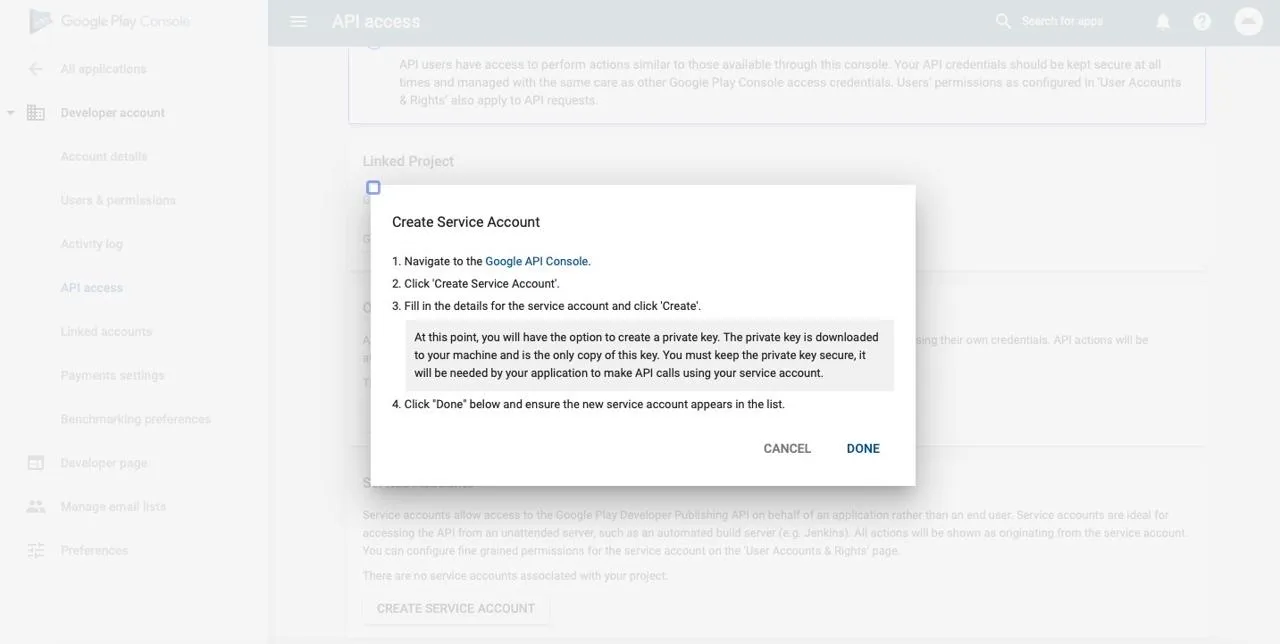 Google Play Console
API access
Search for apps
All applications
Developer account
Account details
Users & permissions
Activity log
API access
Linked accounts
Payments settings
Benchmarking preferences
Developer page
Manage email lists
Preferences
API users have access to perform actions similar to those available through this console. Your API credentials should be kept secure at all
times and managed with the same care as other Google Play Console access credentials. Users' permissions as configured in 'User Accounts
& Rights' also apply to API requests.
Linked Project
Create Service Account
1. Navigate to the Google API Console.
2. Click 'Create Service Account'.
3. Fill in the details for the service account and click 'Create'.
At this point, you will have the option to create a private key. The private key is downloaded
to your machine and is the only copy of this key. You must keep the private key secure, it
will be needed by your application to make API calls using your service account.
4. Click "Done" below and ensure the new service account appears in the list.
CANCEL
DONE
using their own credentials. API actions will be
Service accounts allow access to the Google Play Developer Publishing API on behalf of an application rather than an end user. Service accounts are ideal for
accessing the API from an unattended server, such as an automated build server (e.g. Jenkins). All actions will be shown as originating from the service account.
You can configure fine grained permissions for the service account on the 'User Accounts & Rights' page.
There are no service accounts associated with your project.
CREATE SERVICE ACCOUNT